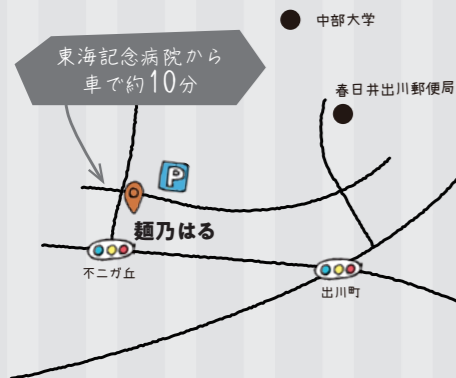 中部大学
東海記念病院から
車で約10分
春日井出川郵便局
P
麺乃はる
不二ガ丘
出川町